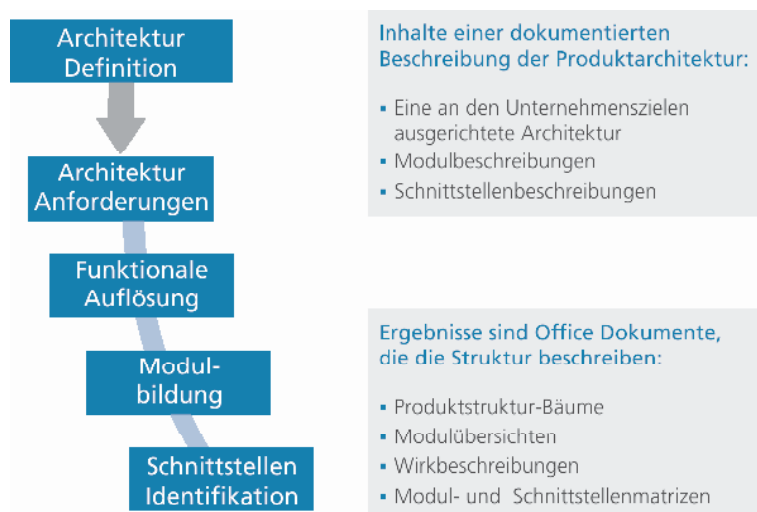 Architektur
Definition
Architektur
Anforderungen
Funktionale
Auflösung
Modul-
bildung
Schnittstellen
Identifikation
Inhalte einer dokumentierten
Beschreibung der Produktarchitektur:
▪ Eine an den Unternehmenszielen
ausgerichtete Architektur
▪ Modulbeschreibungen
▪ Schnittstellenbeschreibungen
Ergebnisse sind Office Dokumente,
die die Struktur beschreiben:
▪ Produktstruktur-Bäume
▪ Modulübersichten
▪ Wirkbeschreibungen
▪ Modul- und Schnittstellenmatrizen